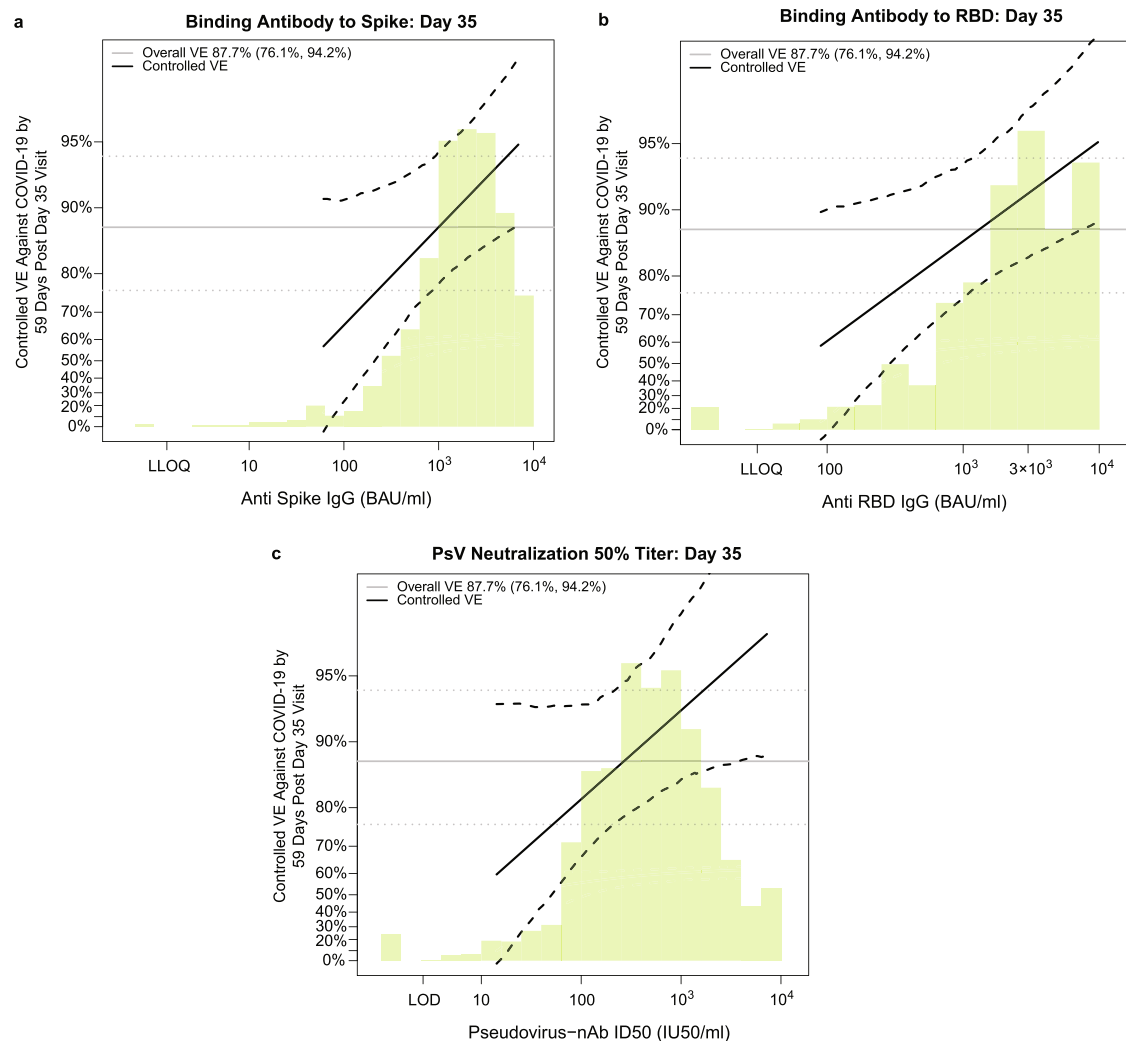 a
Binding Antibody to Spike: Day 35
Overall VE 87.7% (76.1%, 94.2%)
Controlled VE
Controlled VE Against COVID-19 by
59 Days Post Day 35 Visit
95%
90%
80%
70%
60%
50%
40%
30%
20%
0%
LLOQ
10
100
10³
10⁴
Anti Spike IgG (BAU/ml)
b
Binding Antibody to RBD: Day 35
Overall VE 87.7% (76.1%, 94.2%)
Controlled VE
Controlled VE Against COVID-19 by
59 Days Post Day 35 Visit
95%
90%
80%
70%
60%
50%
40%
30%
20%
0%
LLOQ
100
10³
3×10³
10⁴
Anti RBD IgG (BAU/ml)
c
PsV Neutralization 50% Titer: Day 35
Overall VE 87.7% (76.1%, 94.2%)
Controlled VE
Controlled VE Against COVID-19 by
59 Days Post Day 35 Visit
95%
90%
80%
70%
60%
50%
40%
30%
20%
0%
LOD
10
100
10³
10⁴
Pseudovirus−nAb ID50 (IU50/ml)